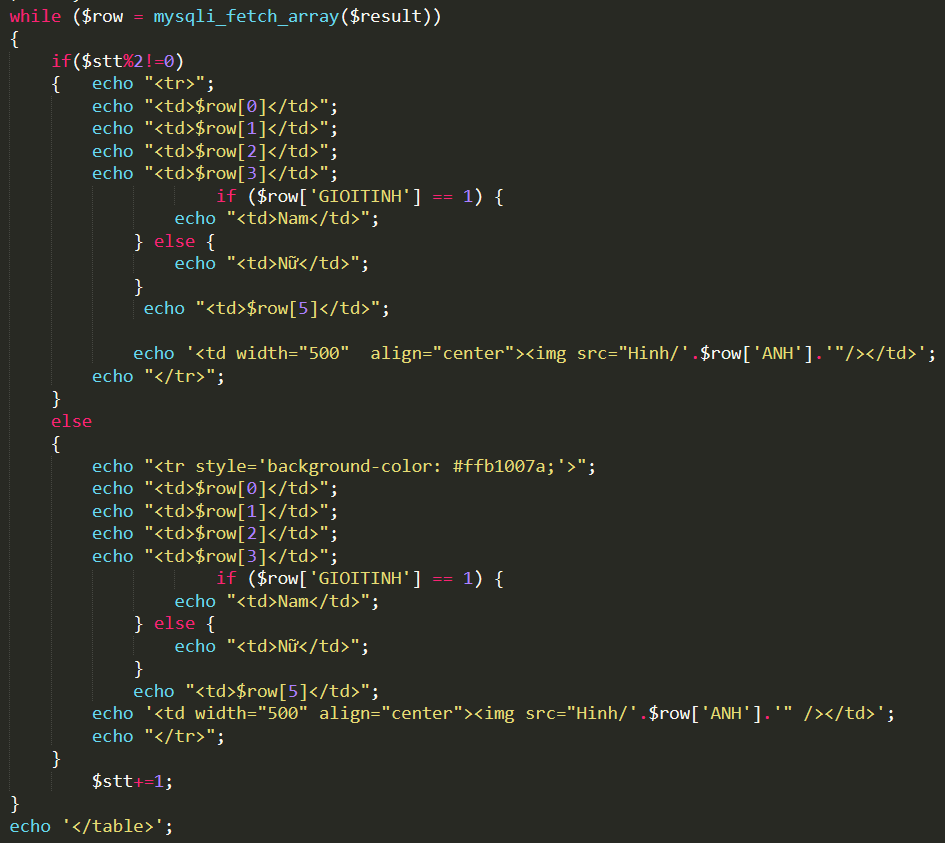 while ($row = mysqli_fetch_array($result))
{
    if($stt%2!=0)
    {   echo "<tr>";
        echo "<td>$row[0]</td>";
        echo "<td>$row[1]</td>";
        echo "<td>$row[2]</td>";
        echo "<td>$row[3]</td>";
                    if ($row['GIOITINH'] == 1) {
                echo "<td>Nam</td>";
            } else {
                echo "<td>Nữ</td>";
            }
             echo "<td>$row[5]</td>";

            echo '<td width="500"  align="center"><img src="Hinh/'.$row['ANH'].'"/></td>';
        echo "</tr>";
    }
    else
    {
        echo "<tr style='background-color: #ffb1007a;'>";
        echo "<td>$row[0]</td>";
        echo "<td>$row[1]</td>";
        echo "<td>$row[2]</td>";
        echo "<td>$row[3]</td>";
                    if ($row['GIOITINH'] == 1) {
                echo "<td>Nam</td>";
            } else {
                echo "<td>Nữ</td>";
            }
            echo "<td>$row[5]</td>";
        echo '<td width="500" align="center"><img src="Hinh/'.$row['ANH'].'" /></td>';
        echo "</tr>";
    }
        $stt+=1;
}
echo '</table>';